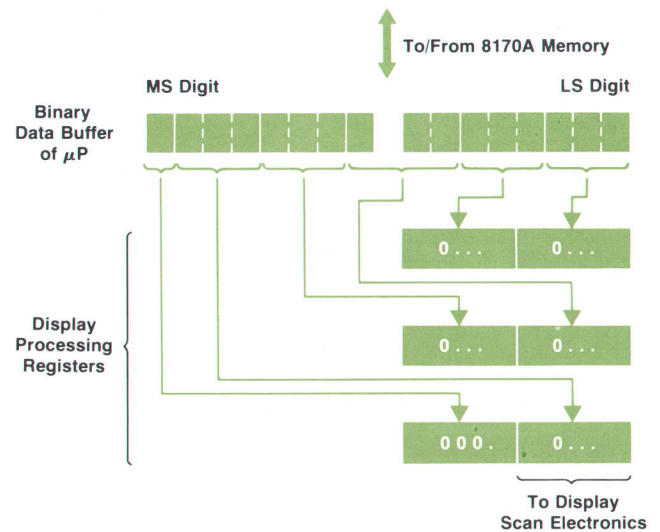 To/From 8170A Memory
MS Digit
LS Digit
Binary
Data Buffer
of μP
0... 0...
Display
Processing
Registers
0... 0...
000. 0...
To Display
Scan Electronics